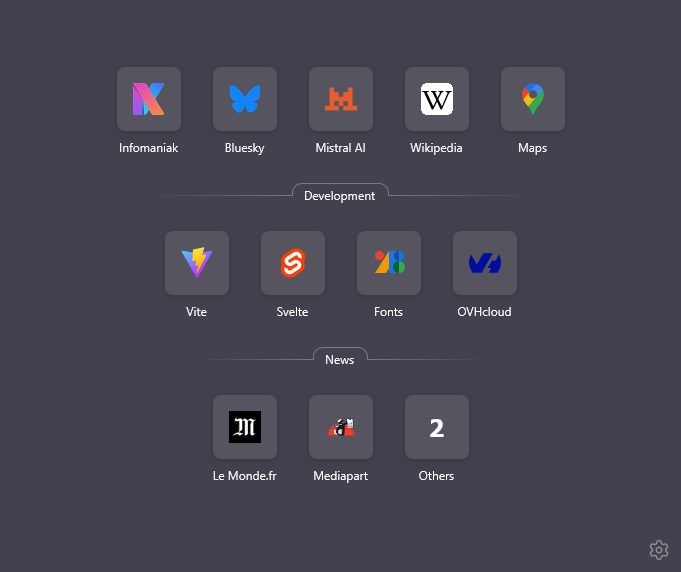 W
Infomaniak Bluesky Mistral AI Wikipedia Maps
Development
Vite Svelte Fonts OVHcloud
News
M 2
Le Monde.fr Mediapart Others